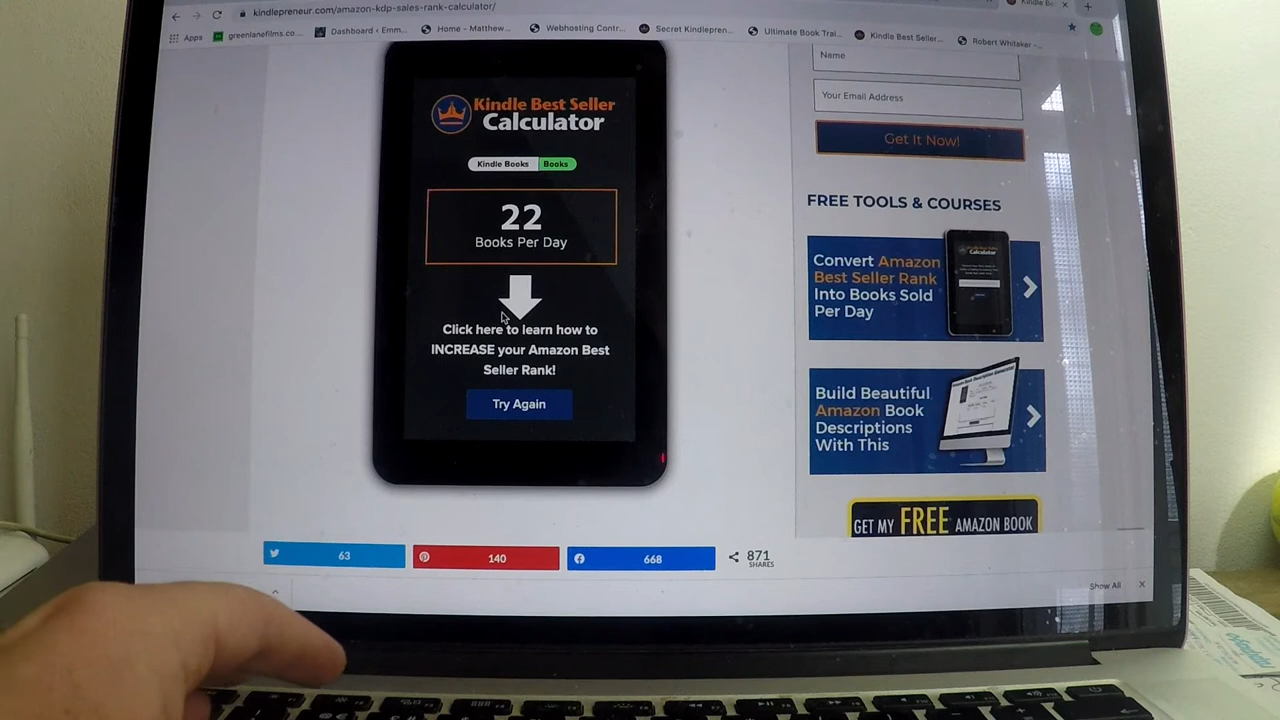 Kindle Bo
kindlepreneur.com/amazon-kdp-sales-rank-calculator/
Apps
greenlanefilms.co...
Dashboard ‹ Emm...
Home - Matthew...
Webhosting Contr...
Secret Kindlepren...
Ultimate Book Trai...
Kindle Best Seller...
Robert Whitaker -...
Kindle Best Seller
Calculator
Kindle Books
Books
22
Books Per Day
Click here to learn how to
INCREASE your Amazon Best
Seller Rank!
Try Again
Name
Your Email Address
Get It Now!
FREE TOOLS & COURSES
Convert Amazon
Best Seller Rank
Into Books Sold
Per Day
Build Beautiful
Amazon Book
Descriptions
With This
GET MY FREE AMAZON BOOK
63
140
668
871
SHARES
Show All